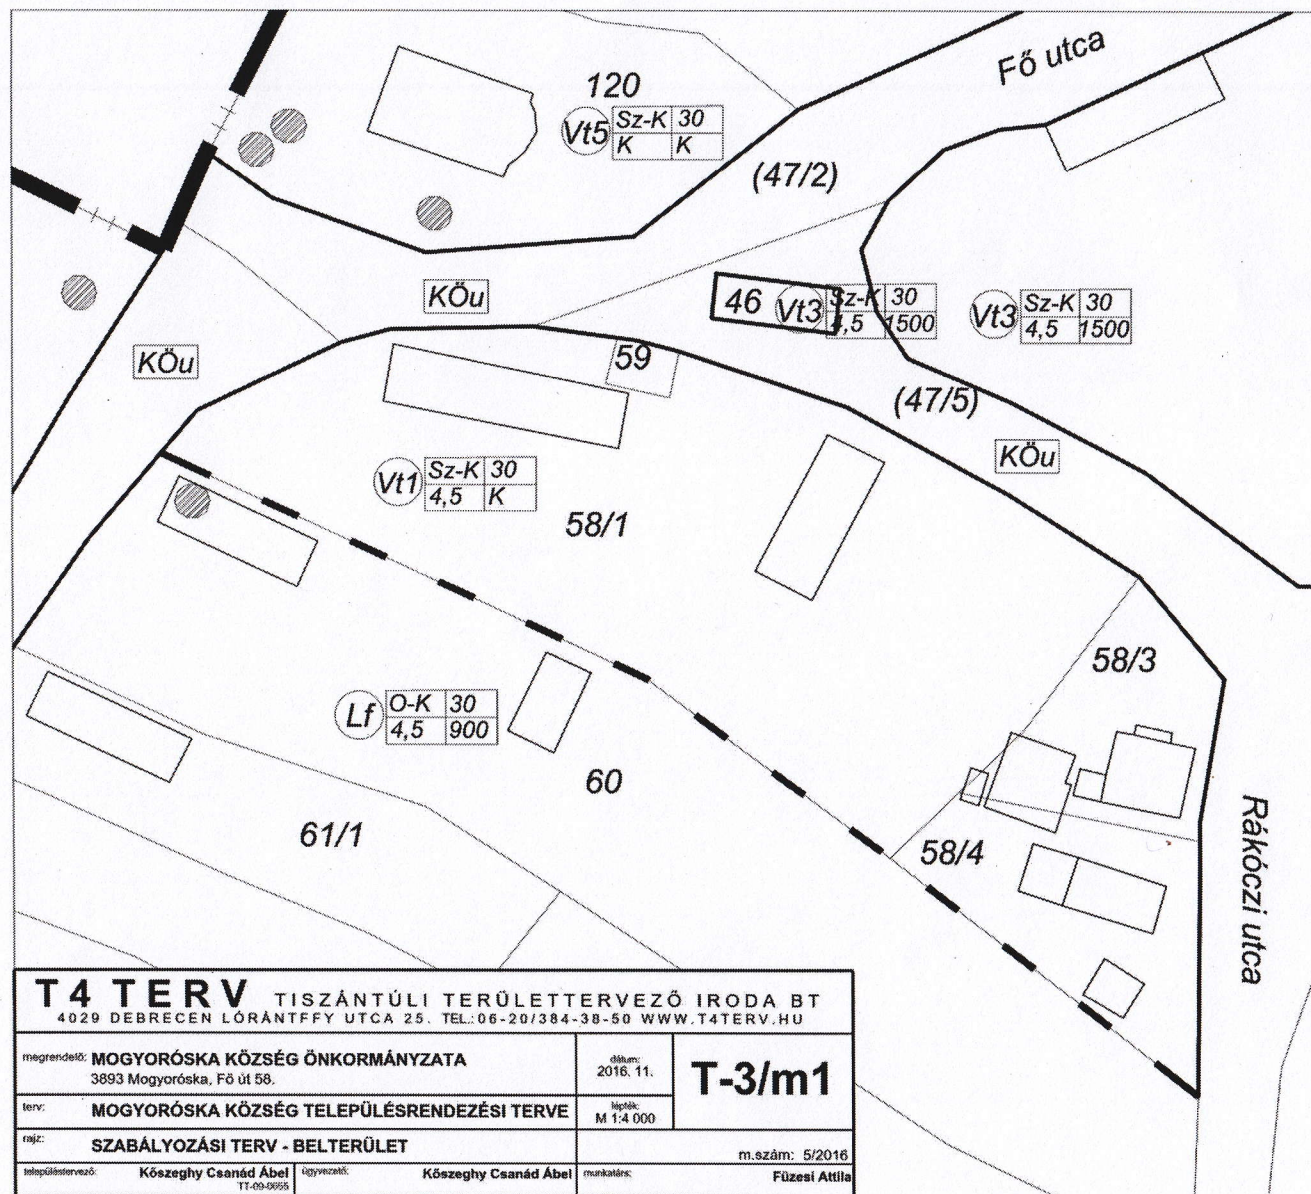 Fő utca
120
Vt5 Sz-K 30
K K
(47/2)
KÖu
46 Vt3 Sz-K 30
4,5 1500
Vt3 Sz-K 30
4,5 1500
KÖu
59
(47/5)
KÖu
Vt1 Sz-K 30
4,5 K
58/1
58/3
Lf O-K 30
4,5 900
60
61/1
58/4
Rákóczi utca
T4 TERV TISZÁNTÚLI TERÜLETTERVEZŐ IRODA BT
4029 DEBRECEN LÓRÁNTFFY UTCA 25. TEL.:06-20/384-38-50 WWW.T4TERV.HU
megrendelő: MOGYORÓSKA KÖZSÉG ÖNKORMÁNYZATA
3893 Mogyoróska, Fő út 58.
dátum:
2016. 11.
T-3/m1
terv: MOGYORÓSKA KÖZSÉG TELEPÜLÉSRENDEZÉSI TERVE
lépték:
M 1:4 000
rajz: SZABÁLYOZÁSI TERV - BELTERÜLET
m.szám: 5/2016
településtervező: Kőszeghy Csanád Ábel
TT-09-0655
ügyvezető: Kőszeghy Csanád Ábel
munkatárs: Füzesi Attila